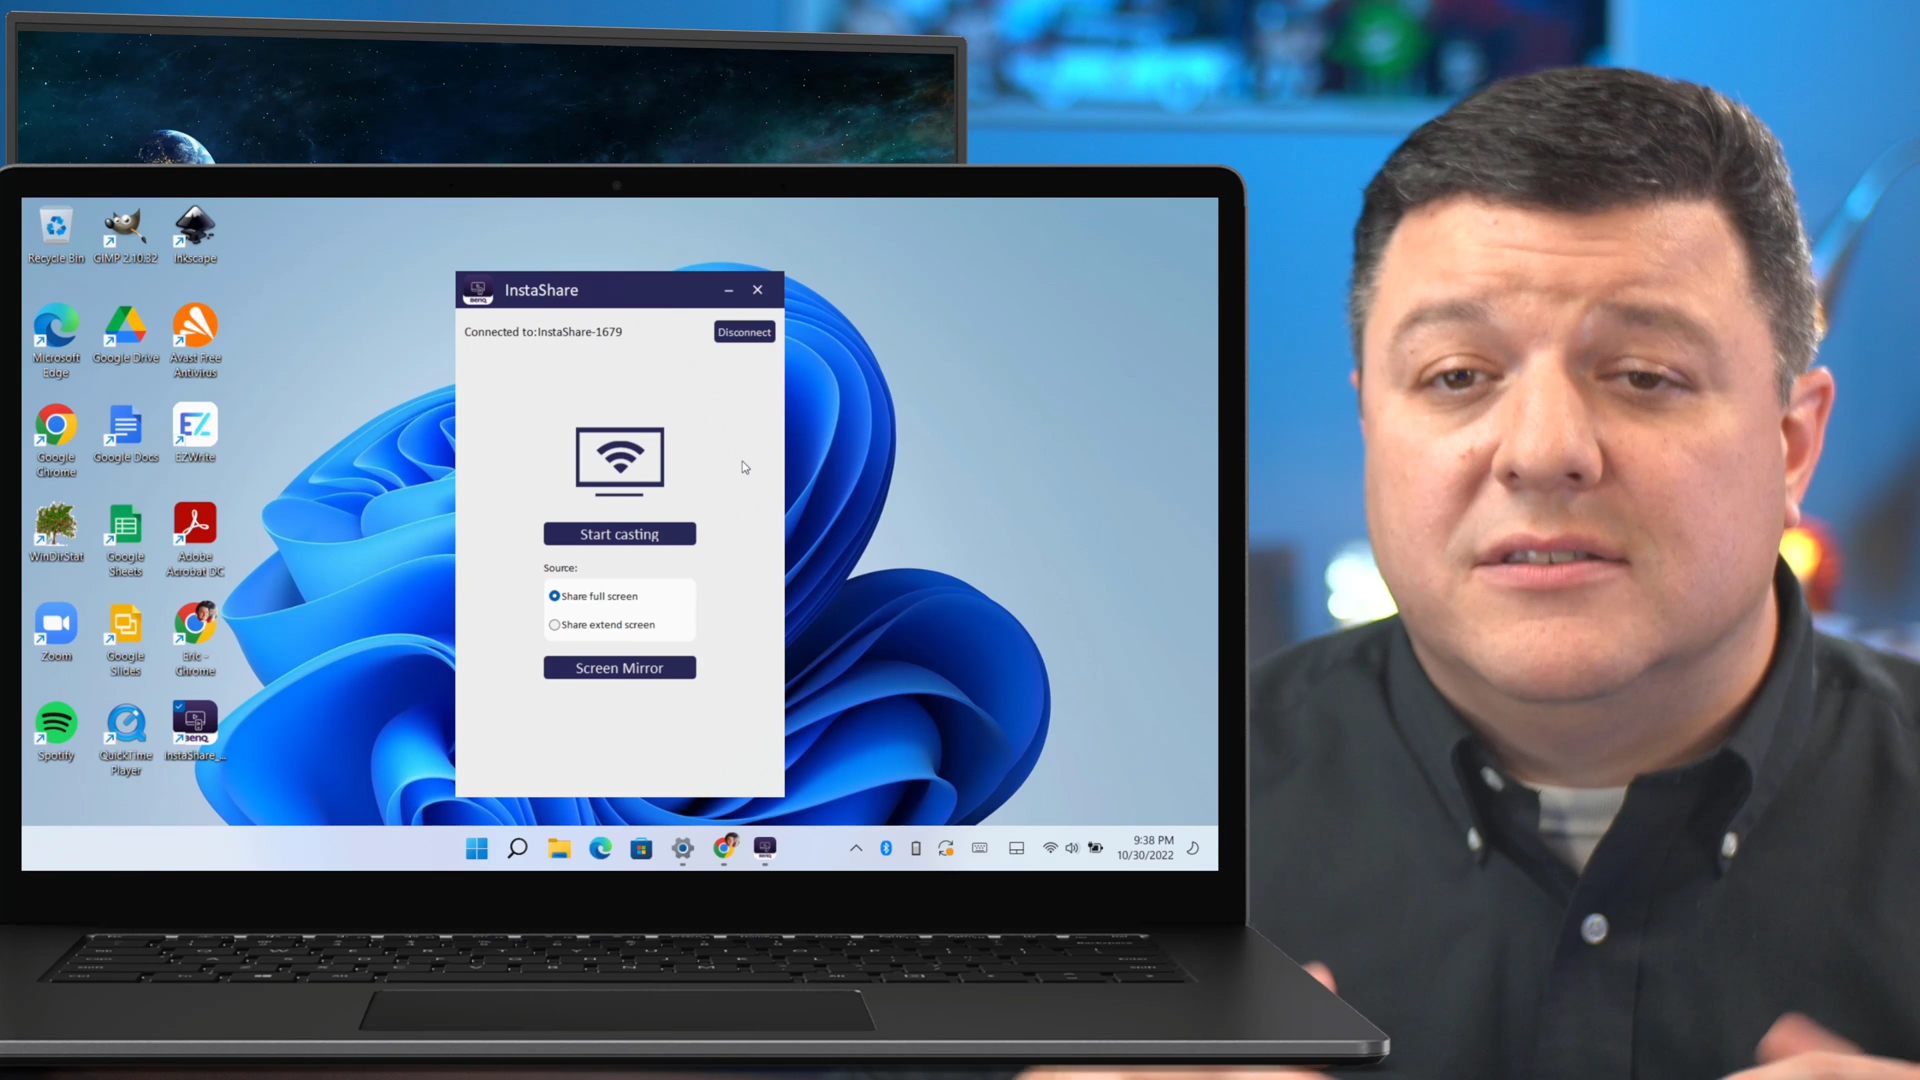 Recycle Bin
GIMP 2.10.32
Inkscape
Microsoft
Edge
Google Drive
Avast Free
Antivirus
Google
Chrome
Google Docs
EZ
EZWrite
WinDirStat
Google
Sheets
Adobe
Acrobat DC
Zoom
Google
Slides
Eric -
Chrome
Spotify
QuickTime
Player
BenQ
InstaShare_...
BenQ
InstaShare
Connected to:InstaShare-1679
Disconnect
Start casting
Source:
Share full screen
Share extend screen
Screen Mirror
9:38 PM
10/30/2022